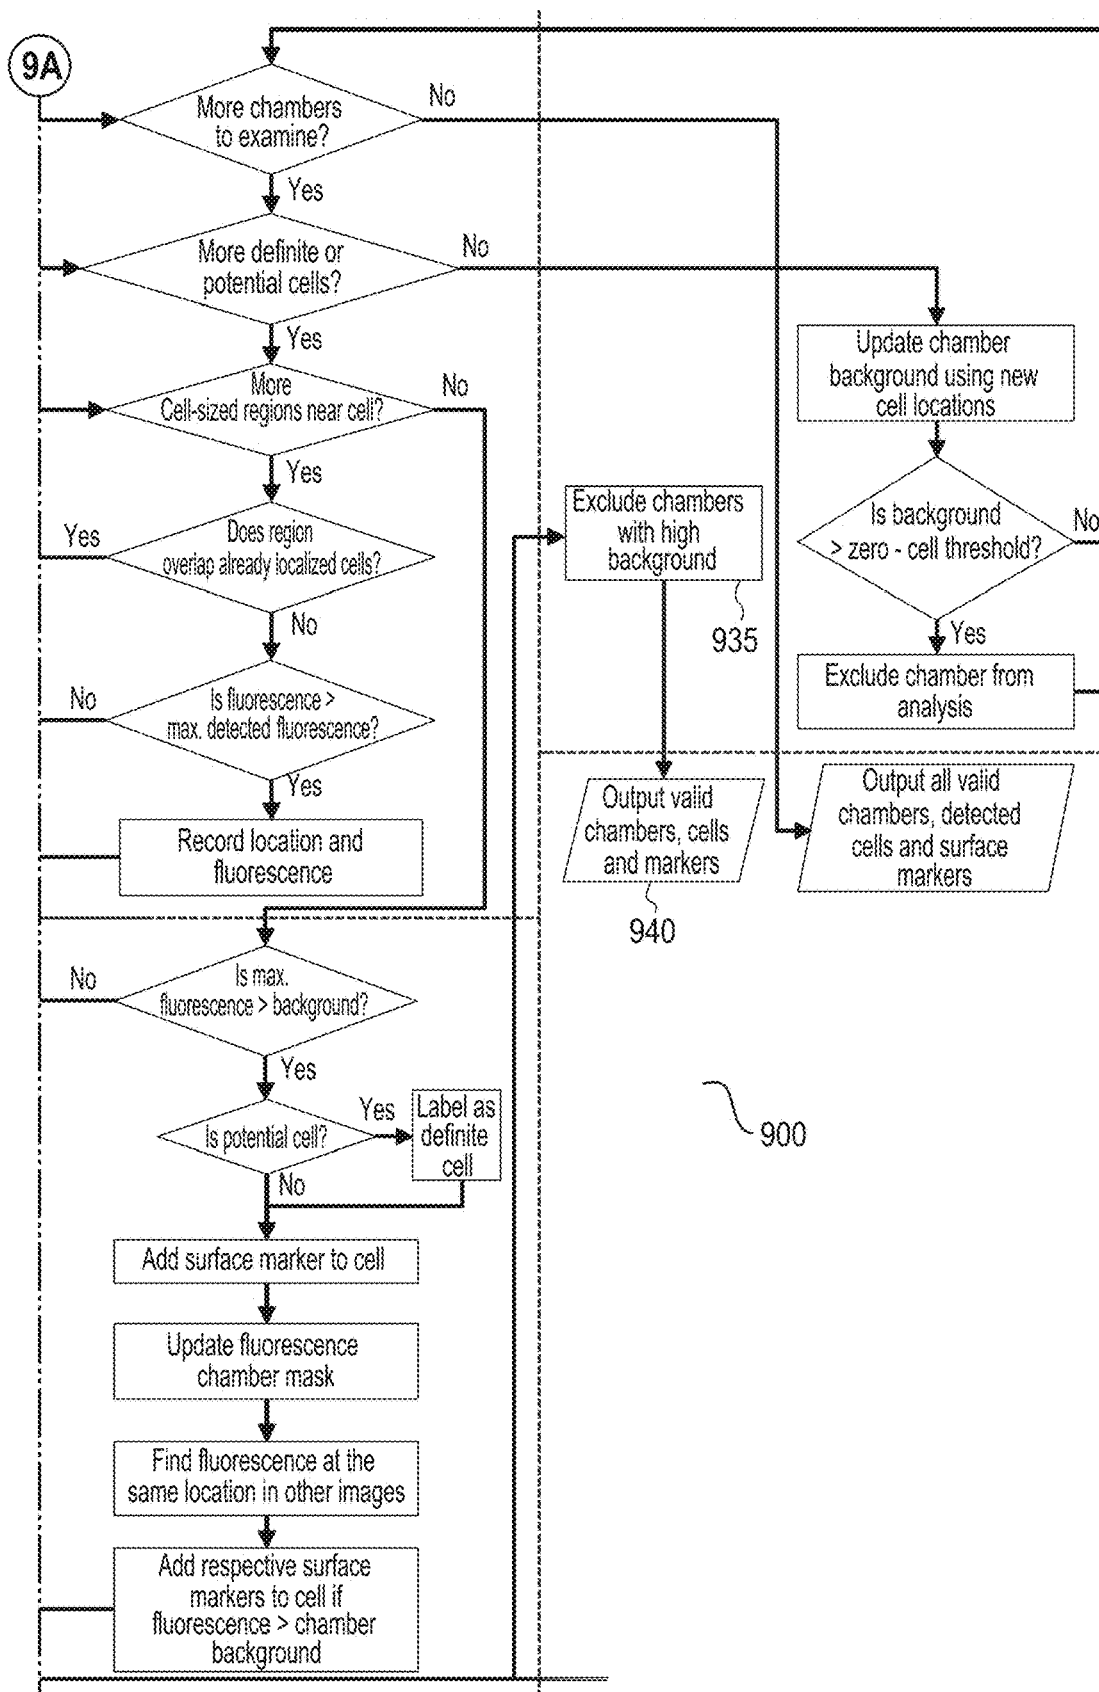 9A
More chambers
to examine?
No
Yes
More definite or
potential cells?
No
Yes
More
Cell-sized regions near cell?
No
Yes
Does region
overlap already localized cells?
Yes
No
Is fluorescence >
max. detected fluorescence?
No
Yes
Record location and
fluorescence
Is max.
fluorescence > background?
No
Yes
Is potential cell?
Yes
Label as
definite
cell
No
Add surface marker to cell
Update fluorescence
chamber mask
Find fluorescence at the
same location in other images
Add respective surface
markers to cell if
fluorescence > chamber
background
Exclude chambers
with high
background
935
Output valid
chambers, cells
and markers
940
Update chamber
background using new
cell locations
Is background
> zero - cell threshold?
No
Yes
Exclude chamber from
analysis
Output all valid
chambers, detected
cells and surface
markers
900